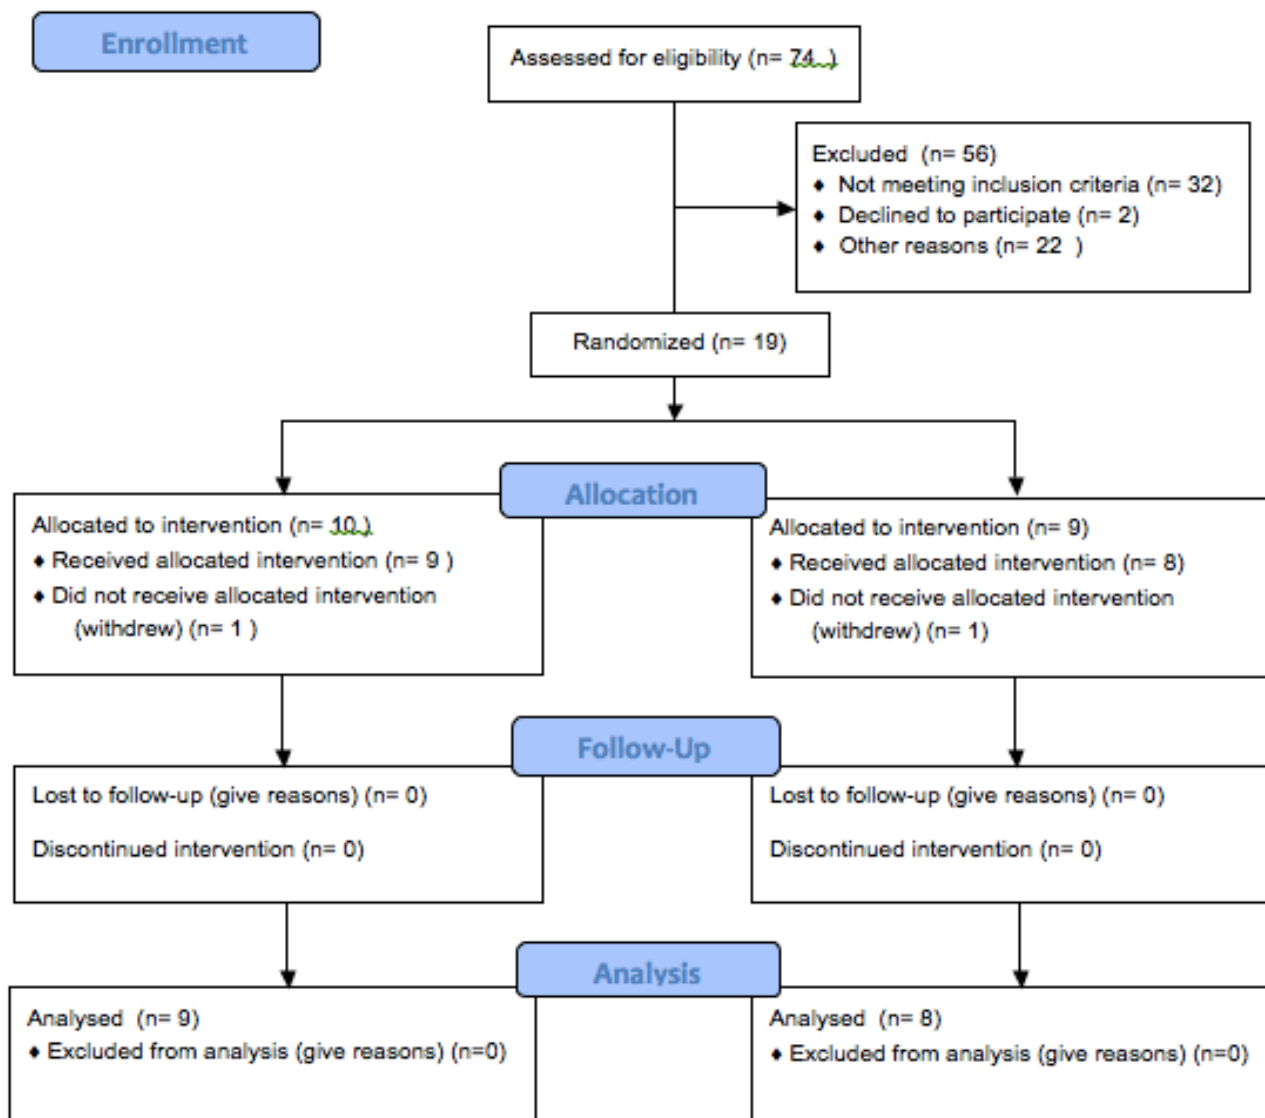 Enrollment
Assessed for eligibility (n= 74 )
Excluded (n= 56)
♦ Not meeting inclusion criteria (n= 32)
♦ Declined to participate (n= 2)
♦ Other reasons (n= 22 )
Randomized (n= 19)
Allocation
Allocated to intervention (n= 10 )
♦ Received allocated intervention (n= 9 )
♦ Did not receive allocated intervention
(withdrew) (n= 1 )
Allocated to intervention (n= 9)
♦ Received allocated intervention (n= 8)
♦ Did not receive allocated intervention
(withdrew) (n= 1)
Follow-Up
Lost to follow-up (give reasons) (n= 0)
Discontinued intervention (n= 0)
Lost to follow-up (give reasons) (n= 0)
Discontinued intervention (n= 0)
Analysis
Analysed (n= 9)
♦ Excluded from analysis (give reasons) (n=0)
Analysed (n= 8)
♦ Excluded from analysis (give reasons) (n=0)